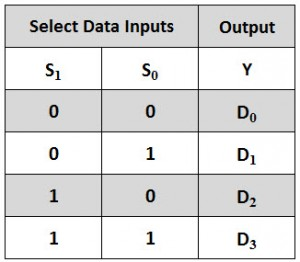 Select Data Inputs Output
S₁ S₀ Y
0 0 D₀
0 1 D₁
1 0 D₂
1 1 D₃